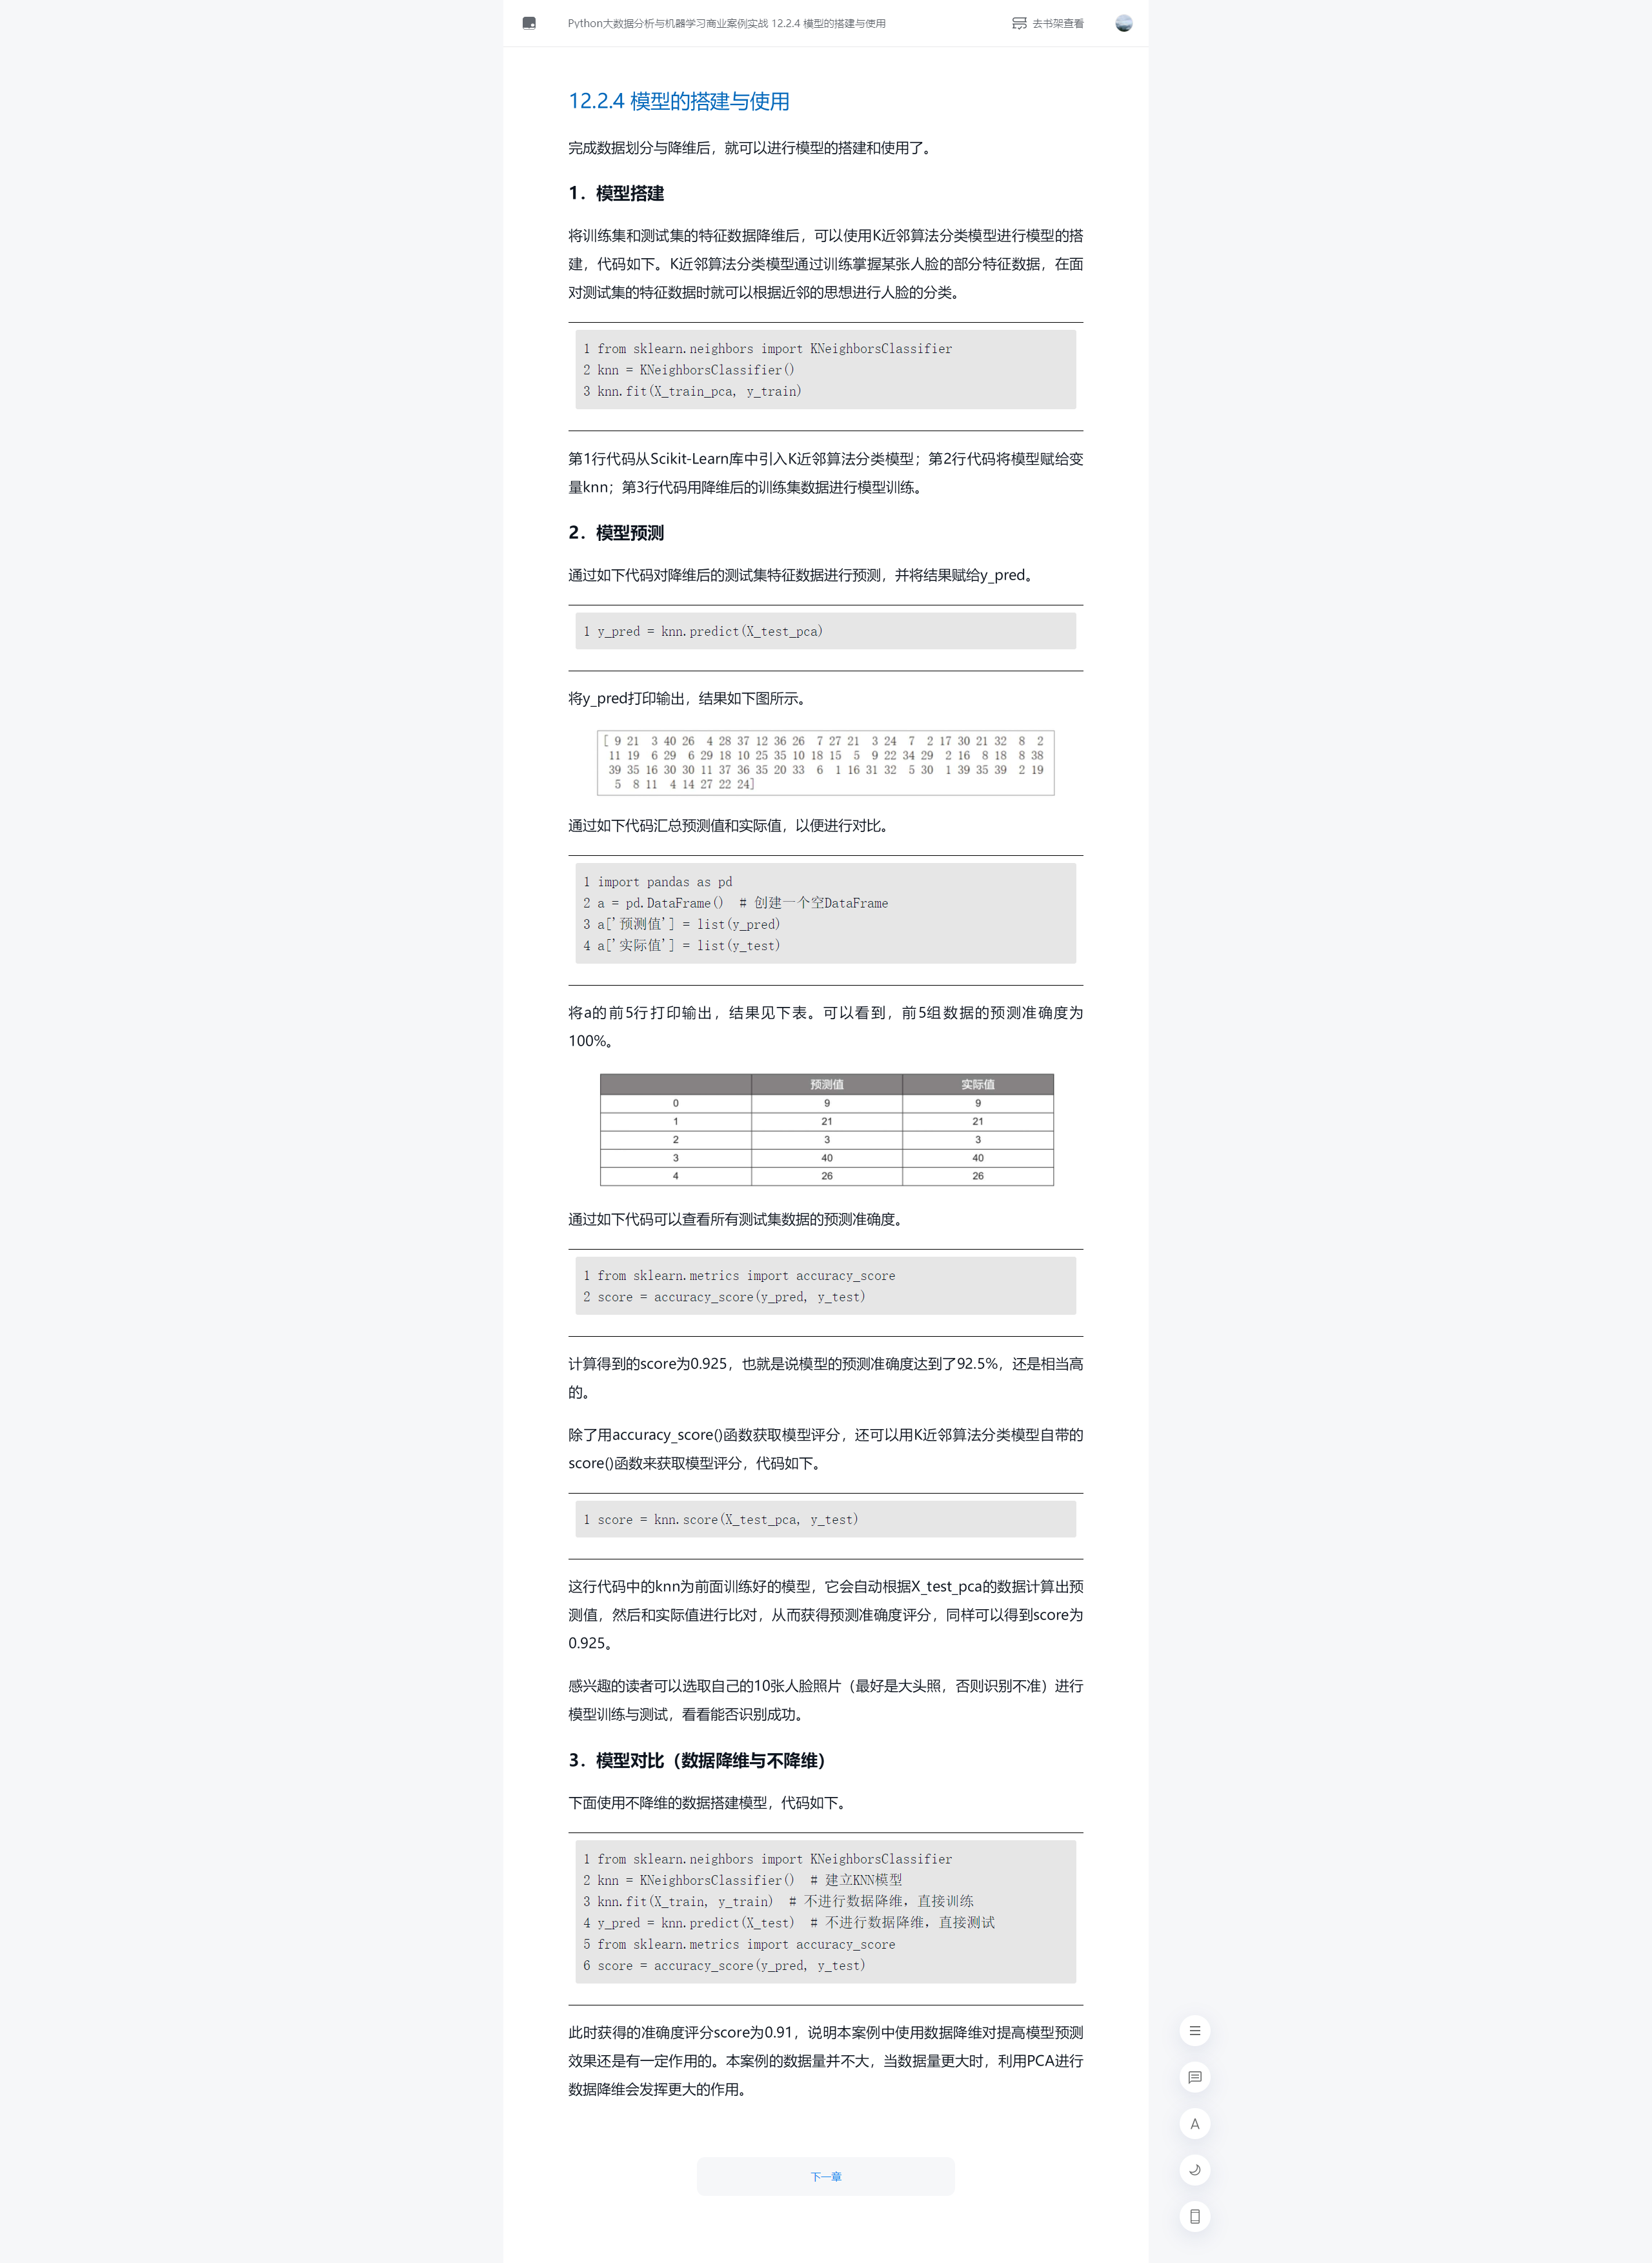 Python大数据分析与机器学习商业案例实战 12.2.4 模型的搭建与使用
去书架查看
12.2.4 模型的搭建与使用
完成数据划分与降维后，就可以进行模型的搭建和使用了。
1．模型搭建
将训练集和测试集的特征数据降维后，可以使用K近邻算法分类模型进行模型的搭
建，代码如下。K近邻算法分类模型通过训练掌握某张人脸的部分特征数据，在面
对测试集的特征数据时就可以根据近邻的思想进行人脸的分类。
1 from sklearn.neighbors import KNeighborsClassifier
2 knn = KNeighborsClassifier()
3 knn.fit(X_train_pca, y_train)
第1行代码从Scikit-Learn库中引入K近邻算法分类模型；第2行代码将模型赋给变
量knn；第3行代码用降维后的训练集数据进行模型训练。
2．模型预测
通过如下代码对降维后的测试集特征数据进行预测，并将结果赋给y_pred。
1 y_pred = knn.predict(X_test_pca)
将y_pred打印输出，结果如下图所示。
[ 9 21  3 40 26  4 28 37 12 36 26  7 27 21  3 24  7  2 17 30 21 32  8  2
11 19  6 29  6 29 18 10 25 35 10 18 15  5  9 22 34 29  2 16  8 18  8 38
39 35 16 30 30 11 37 36 35 20 33  6  1 16 31 32  5 30  1 39 35 39  2 19
5  8 11  4 14 27 22 24]
通过如下代码汇总预测值和实际值，以便进行对比。
1 import pandas as pd
2 a = pd.DataFrame()  # 创建一个空DataFrame
3 a['预测值'] = list(y_pred)
4 a['实际值'] = list(y_test)
将a的前5行打印输出，结果见下表。可以看到，前5组数据的预测准确度为
100%。
预测值 实际值
0 9 9
1 21 21
2 3 3
3 40 40
4 26 26
通过如下代码可以查看所有测试集数据的预测准确度。
1 from sklearn.metrics import accuracy_score
2 score = accuracy_score(y_pred, y_test)
计算得到的score为0.925，也就是说模型的预测准确度达到了92.5%，还是相当高
的。
除了用accuracy_score()函数获取模型评分，还可以用K近邻算法分类模型自带的
score()函数来获取模型评分，代码如下。
1 score = knn.score(X_test_pca, y_test)
这行代码中的knn为前面训练好的模型，它会自动根据X_test_pca的数据计算出预
测值，然后和实际值进行比对，从而获得预测准确度评分，同样可以得到score为
0.925。
感兴趣的读者可以选取自己的10张人脸照片（最好是大头照，否则识别不准）进行
模型训练与测试，看看能否识别成功。
3．模型对比（数据降维与不降维）
下面使用不降维的数据搭建模型，代码如下。
1 from sklearn.neighbors import KNeighborsClassifier
2 knn = KNeighborsClassifier()  # 建立KNN模型
3 knn.fit(X_train, y_train)  # 不进行数据降维，直接训练
4 y_pred = knn.predict(X_test)  # 不进行数据降维，直接测试
5 from sklearn.metrics import accuracy_score
6 score = accuracy_score(y_pred, y_test)
此时获得的准确度评分score为0.91，说明本案例中使用数据降维对提高模型预测
效果还是有一定作用的。本案例的数据量并不大，当数据量更大时，利用PCA进行
数据降维会发挥更大的作用。
A
下一章